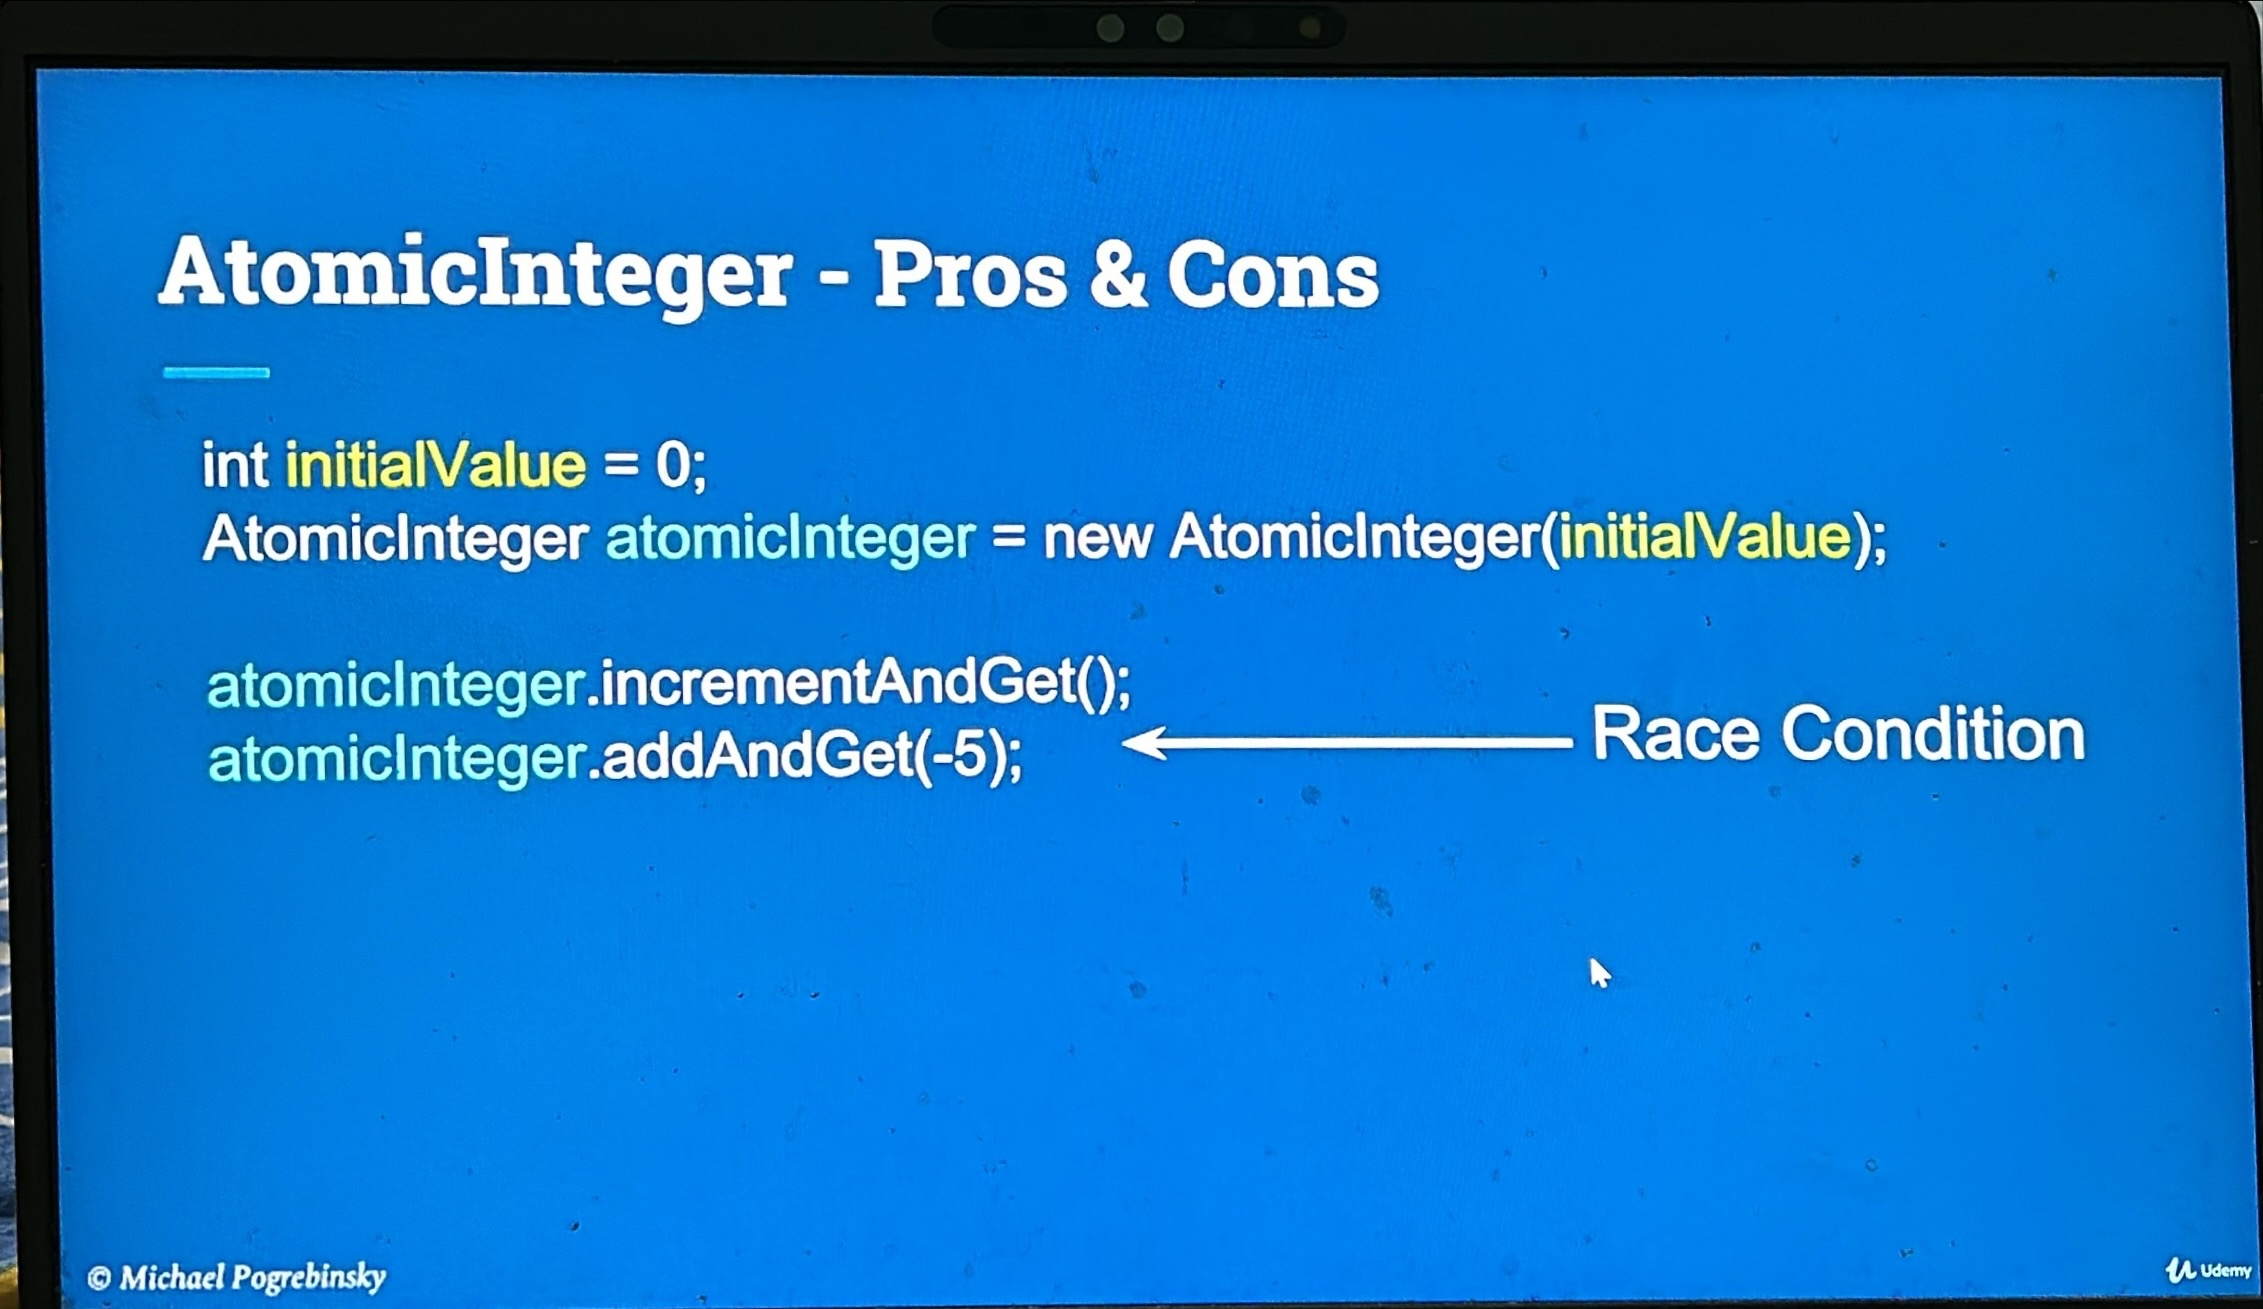 AtomicInteger - Pros & Cons
int initialValue = 0;
AtomicInteger atomicInteger = new AtomicInteger(initialValue);
atomicInteger.incrementAndGet();
atomicInteger.addAndGet(-5);
Race Condition
© Michael Pogrebinsky
Udemy